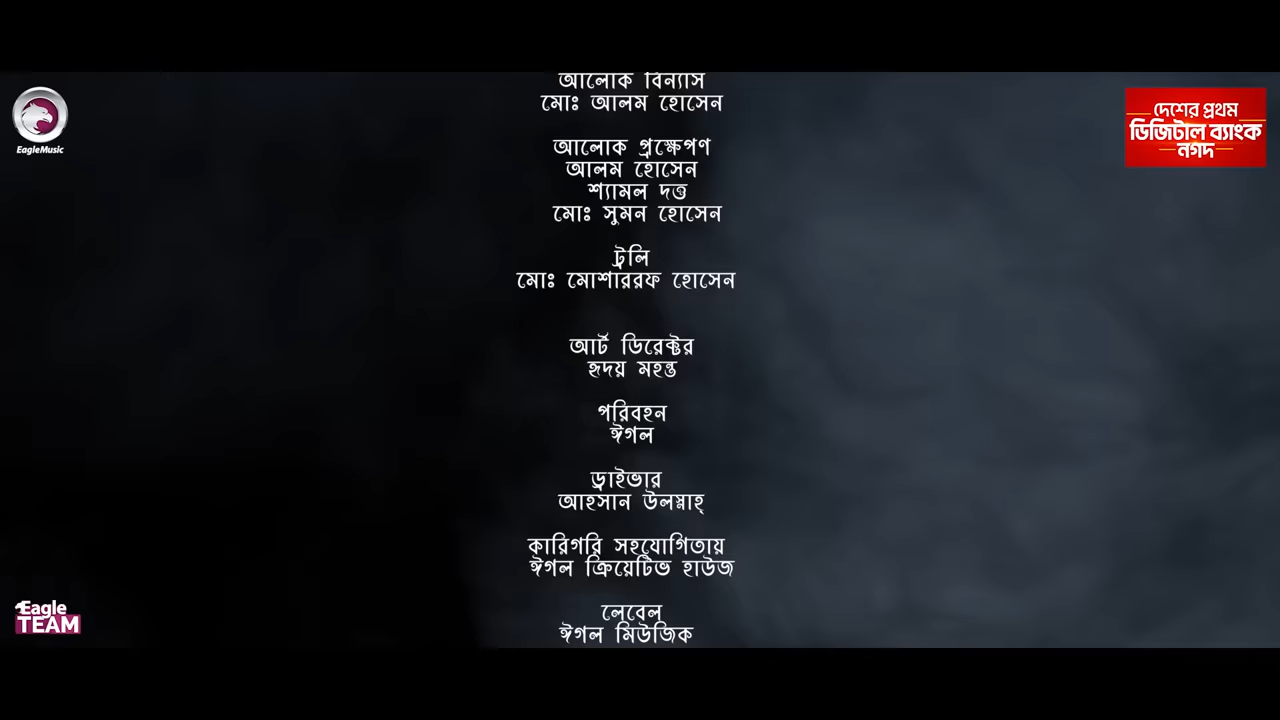 আলোক বিন্যাস
মোঃ আলম হোসেন
আলোক প্রক্ষেপণ
আলম হোসেন
শ্যামল দত্ত
মোঃ সুমন হোসেন
ট্রলি
মোঃ মোশাররফ হোসেন
আর্ট ডিরেক্টর
হৃদয় মহন্ত
পরিবহন
ঈগল
ড্রাইভার
আহসান উলস্নাহ্
কারিগরি সহযোগিতায়
ঈগল ক্রিয়েটিভ হাউজ
লেবেল
ঈগল মিউজিক
EagleMusic
দেশের প্রথম
ডিজিটাল ব্যাংক
নগদ
Eagle
TEAM